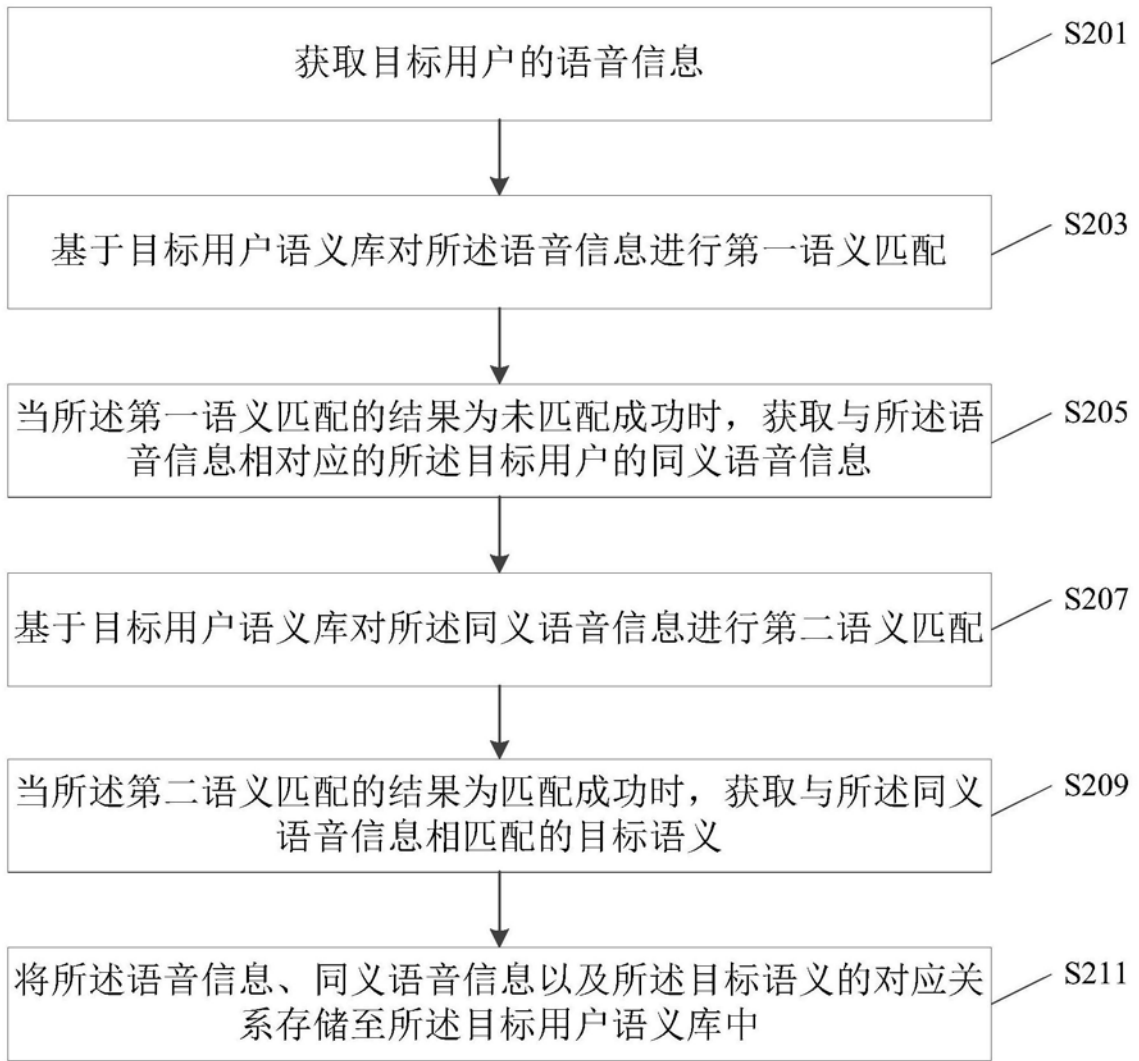 获取目标用户的语音信息
S201
基于目标用户语义库对所述语音信息进行第一语义匹配
S203
当所述第一语义匹配的结果为未匹配成功时，获取与所述语
音信息相对应的所述目标用户的同义语音信息
S205
基于目标用户语义库对所述同义语音信息进行第二语义匹配
S207
当所述第二语义匹配的结果为匹配成功时，获取与所述同义
语音信息相匹配的目标语义
S209
将所述语音信息、同义语音信息以及所述目标语义的对应关
系存储至所述目标用户语义库中
S211